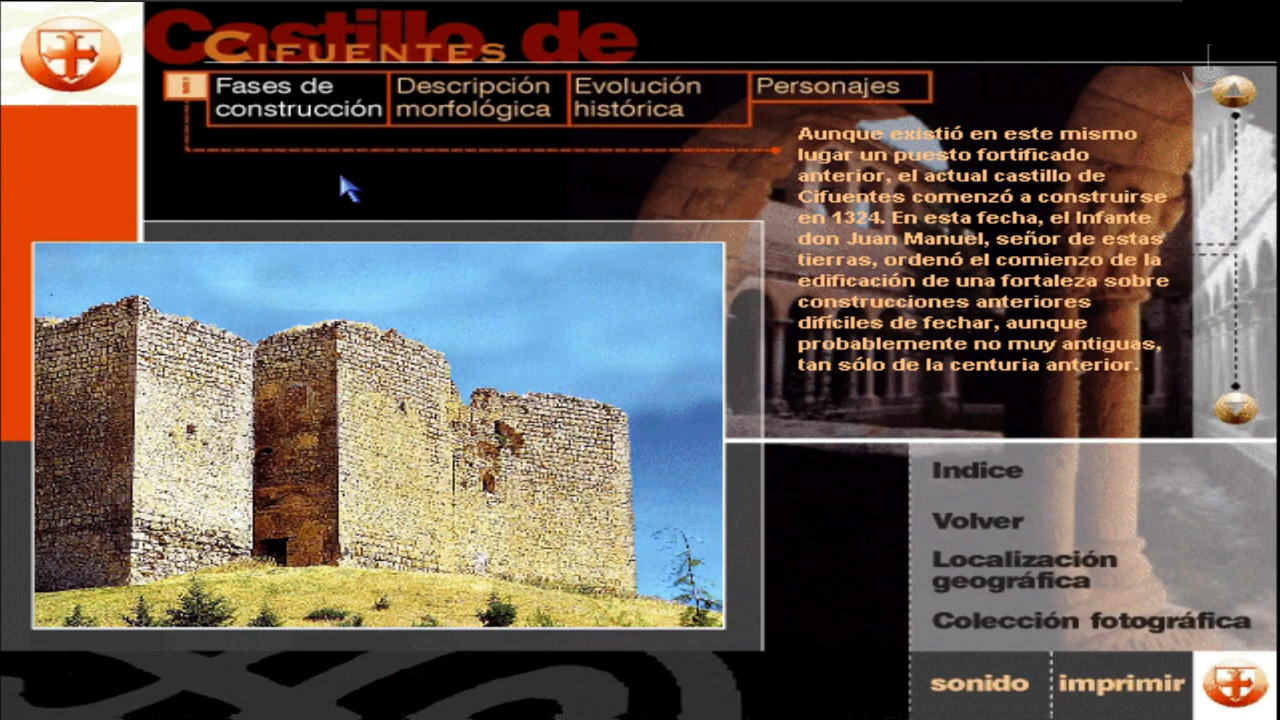 Castillo de
CIFUENTES
i
Fases de
construcción
Descripción
morfológica
Evolución
histórica
Personajes
Aunque existió en este mismo
lugar un puesto fortificado
anterior, el actual castillo de
Cifuentes comenzó a construirse
en 1324. En esta fecha, el Infante
don Juan Manuel, señor de estas
tierras, ordenó el comienzo de la
edificación de una fortaleza sobre
construcciones anteriores
difíciles de fechar, aunque
probablemente no muy antiguas,
tan sólo de la centuria anterior.
Indice
Volver
Localización
geográfica
Colección fotográfica
sonido
imprimir